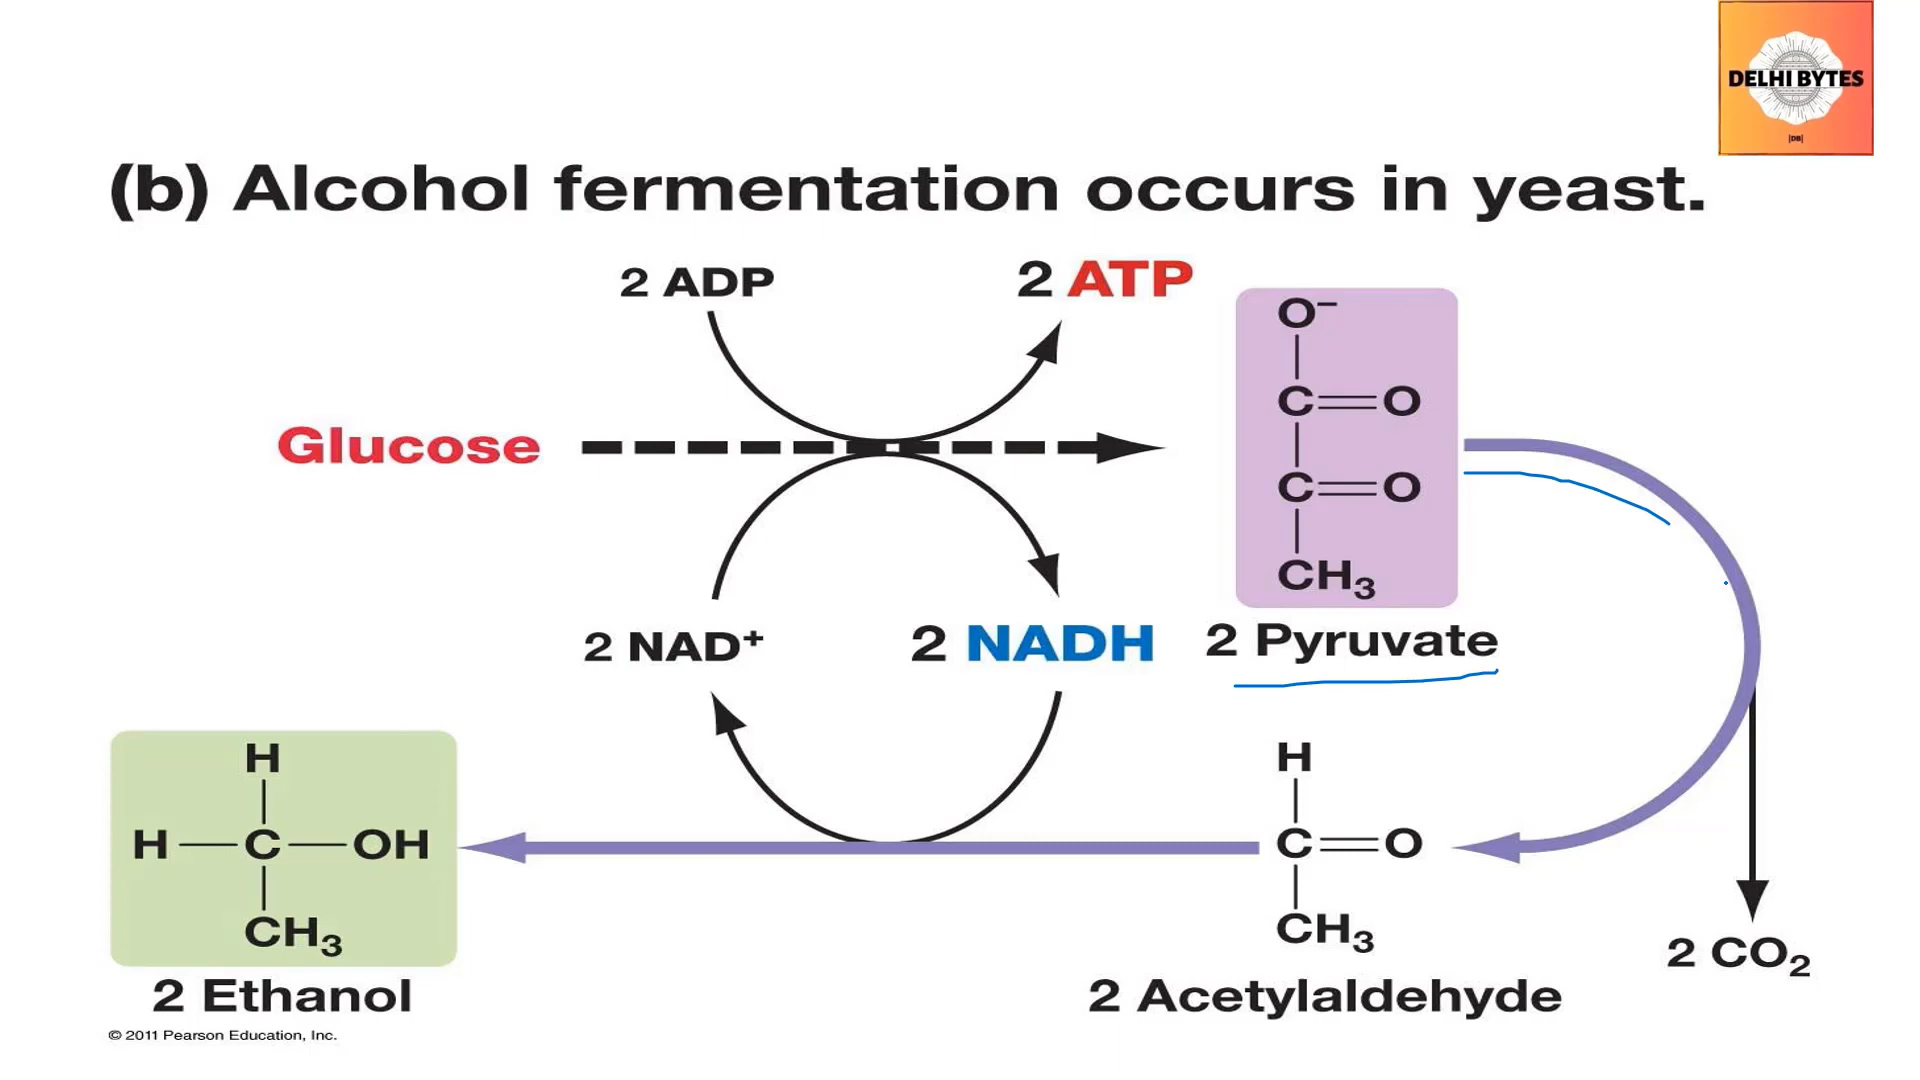 DELHI BYTES
|DB|
(b) Alcohol fermentation occurs in yeast.
2 ADP
2 ATP
Glucose
O⁻
C=O
C=O
CH₃
2 Pyruvate
2 NAD⁺
2 NADH
H
H—C—OH
CH₃
2 Ethanol
H
C=O
CH₃
2 Acetylaldehyde
2 CO₂
© 2011 Pearson Education, Inc.